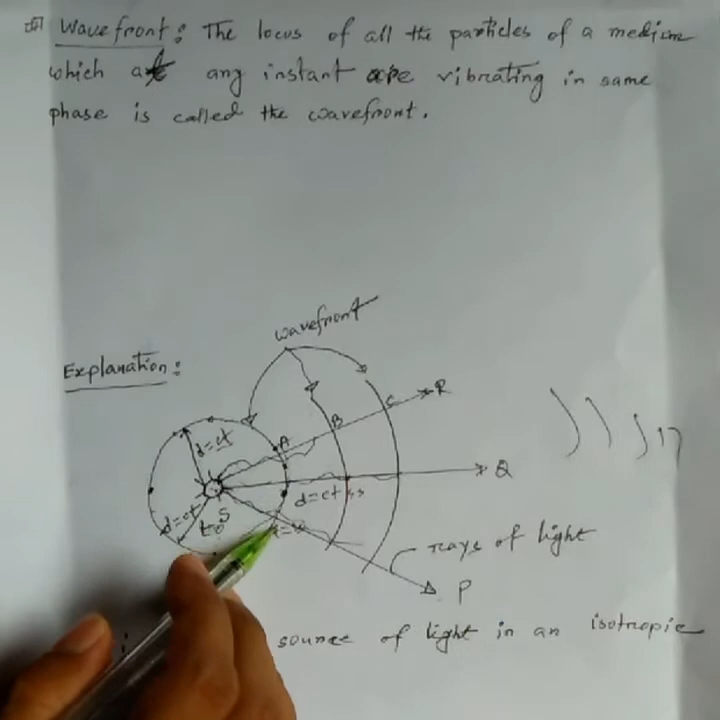 Wavefront: The locus of all the particles of a medium
which at any instant are vibrating in same
phase is called the wavefront.
wavefront
Explanation:
R
C
B
A
d=ct
Q
d=ct
d=ct
S
t=0
rays of light
P
source of light in an isotropic